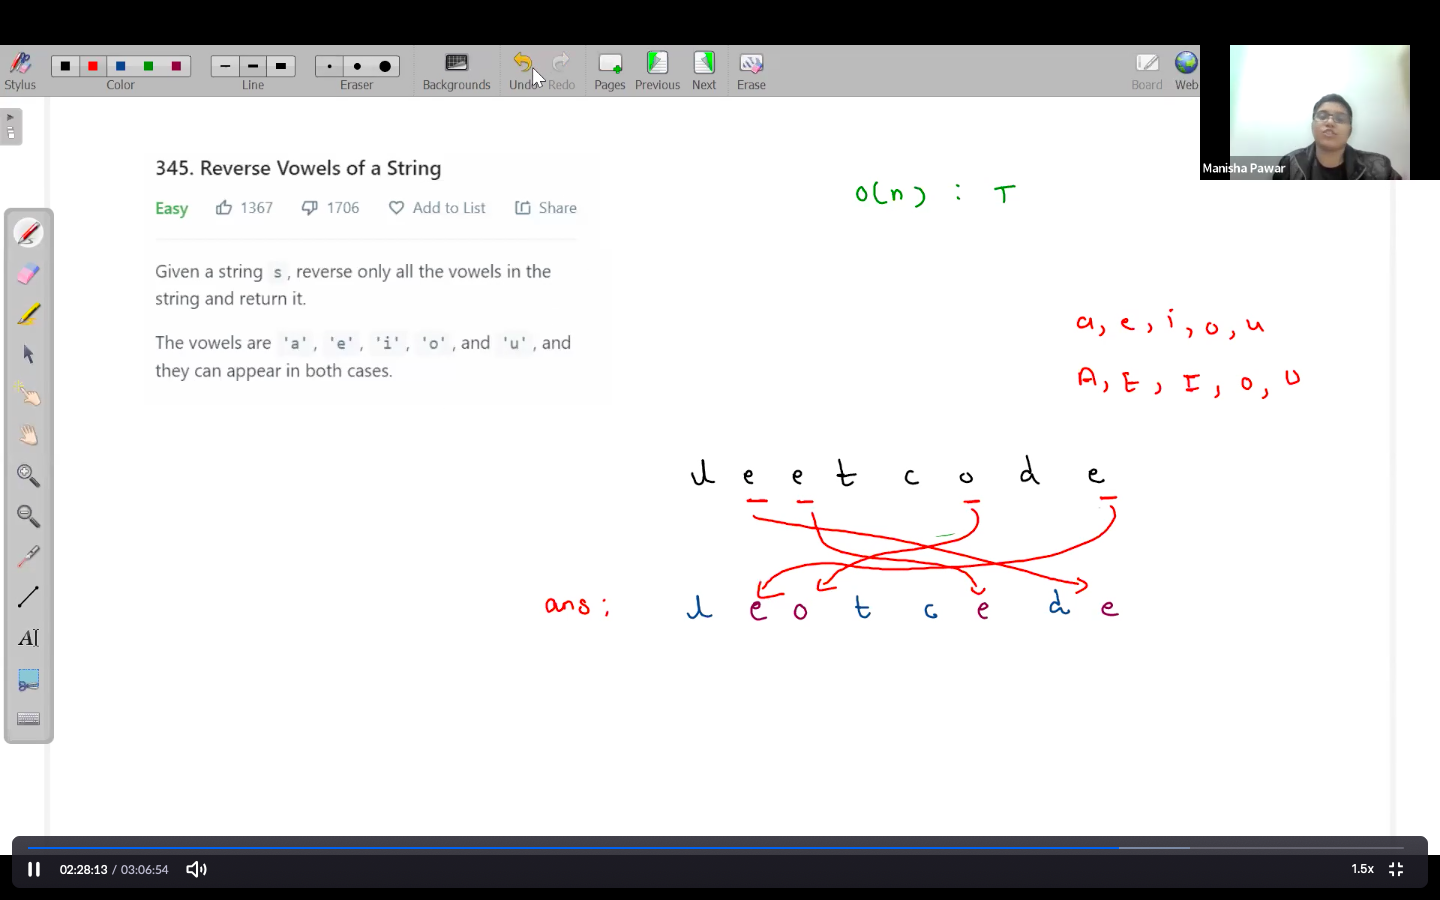 Stylus Color Line Eraser Backgrounds Undo Redo Pages Previous Next Erase Board Web
Manisha Pawar
345. Reverse Vowels of a String
Easy 1367 1706 Add to List Share
O(n) : T
Given a string s, reverse only all the vowels in the
string and return it.
The vowels are 'a', 'e', 'i', 'o', and 'u', and
they can appear in both cases.
a, e, i, o, u
A, E, I, O, U
l e e t c o d e
ans: l e o t c e d e
02:28:13 / 03:06:54 1.5x